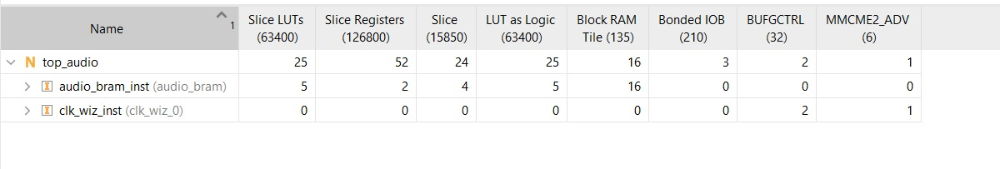 Name 1 Slice LUTs (63400) Slice Registers (126800) Slice (15850) LUT as Logic (63400) Block RAM Tile (135) Bonded IOB (210) BUFGCTRL (32) MMCME2_ADV (6)
N top_audio 25 52 24 25 16 3 2 1
I audio_bram_inst (audio_bram) 5 2 4 5 16 0 0 0
I clk_wiz_inst (clk_wiz_0) 0 0 0 0 0 0 2 1